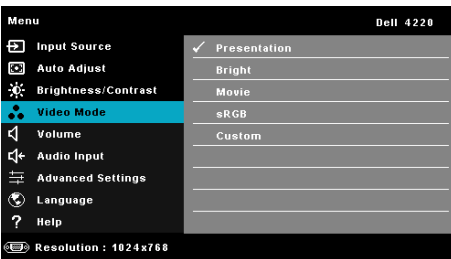 Menu Dell 4220
Input Source
Auto Adjust
Brightness/Contrast
Video Mode
Volume
Audio Input
Advanced Settings
Language
? Help
✓ Presentation
Bright
Movie
sRGB
Custom
Resolution : 1024x768